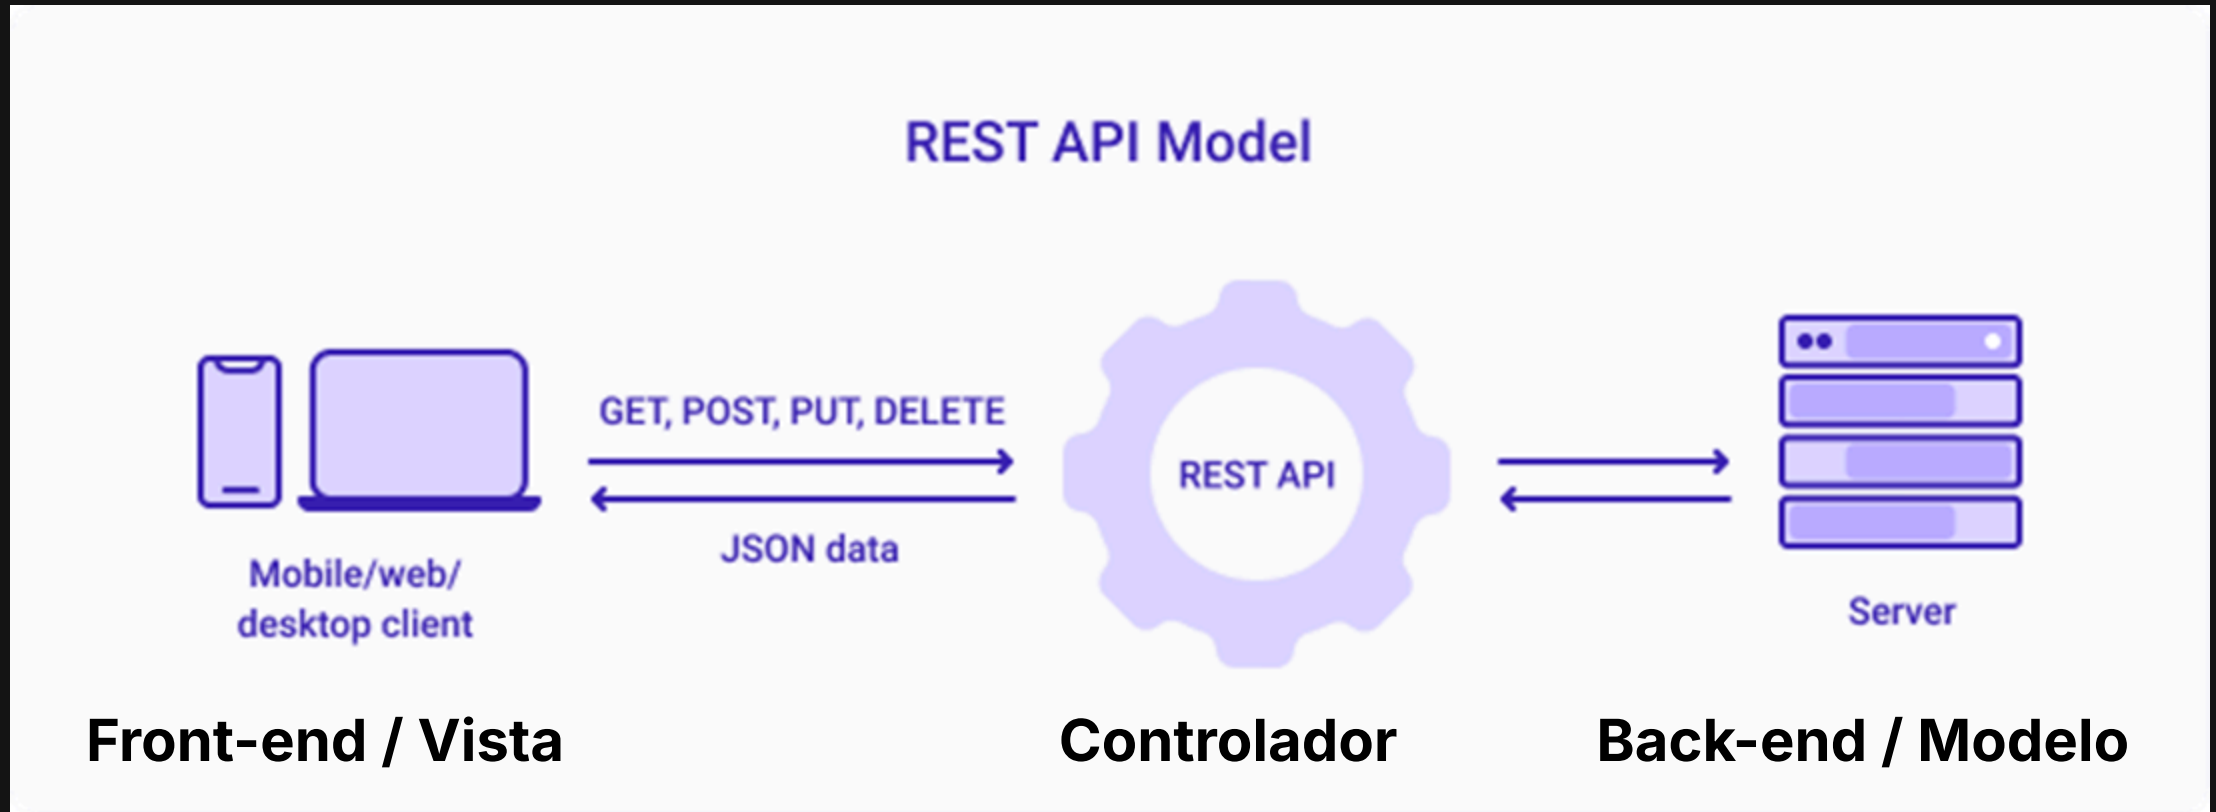 REST API Model
GET, POST, PUT, DELETE
REST API
JSON data
Mobile/web/
desktop client
Server
Front-end / Vista
Controlador
Back-end / Modelo